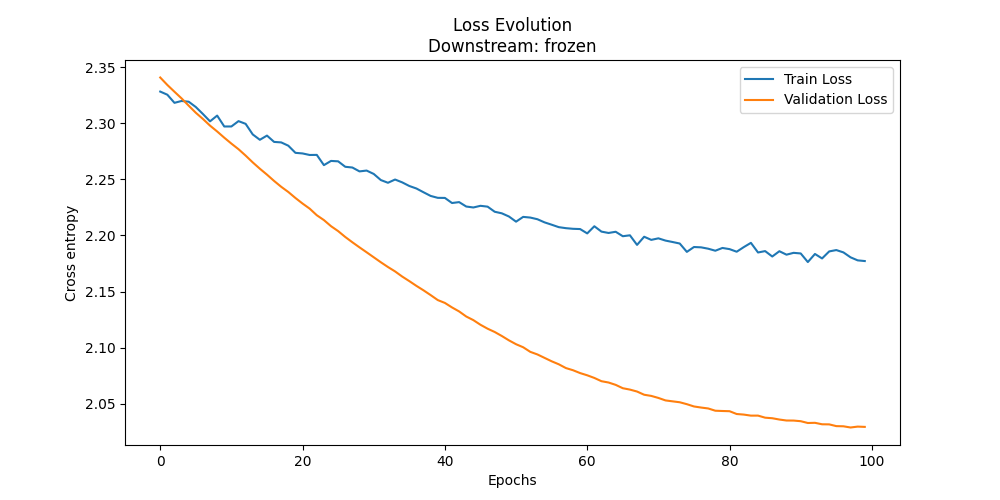 Loss Evolution
Downstream: frozen
Train Loss
Validation Loss
2.35
2.30
2.25
2.20
2.15
2.10
2.05
Cross entropy
0
20
40
60
80
100
Epochs